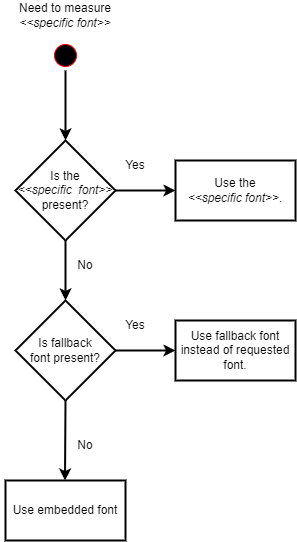 Need to measure
<<specific font>>
Is the
<<specific font>>
present?
Yes
Use the
<<specific font>>.
No
Is fallback
font present?
Yes
Use fallback font
instead of requested
font.
No
Use embedded font